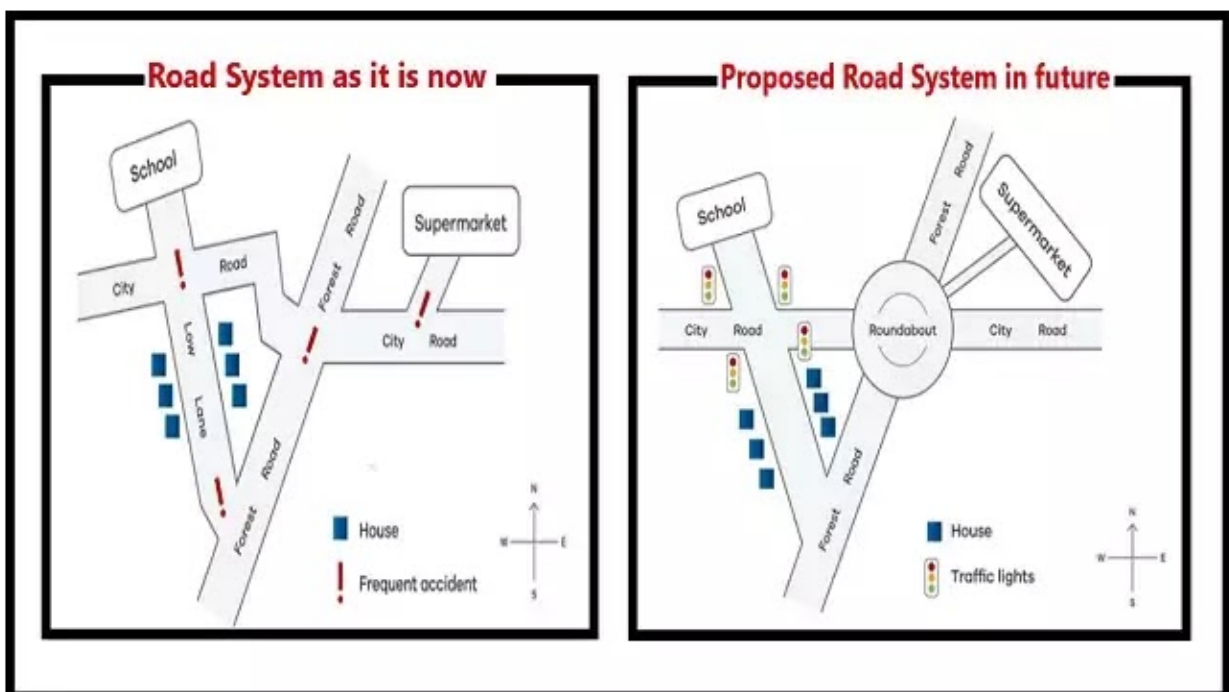 Road System as it is now
School
City
Road
Low
Lane
Forest
Road
Supermarket
City Road
Road
Forest
House
Frequent accident
N
W E
S
Proposed Road System in future
School
Road
Forest
Supermarket
City Road
Roundabout
City Road
Road
Forest
House
Traffic lights
N
W E
S